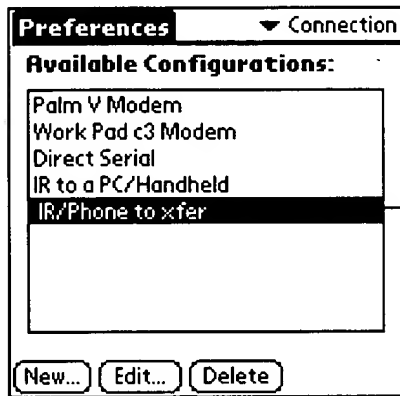 Preferences
Connection
Available Configurations:
Palm V Modem
Work Pad c3 Modem
Direct Serial
IR to a PC/Handheld
IR/Phone to xfer
New... Edit... Delete